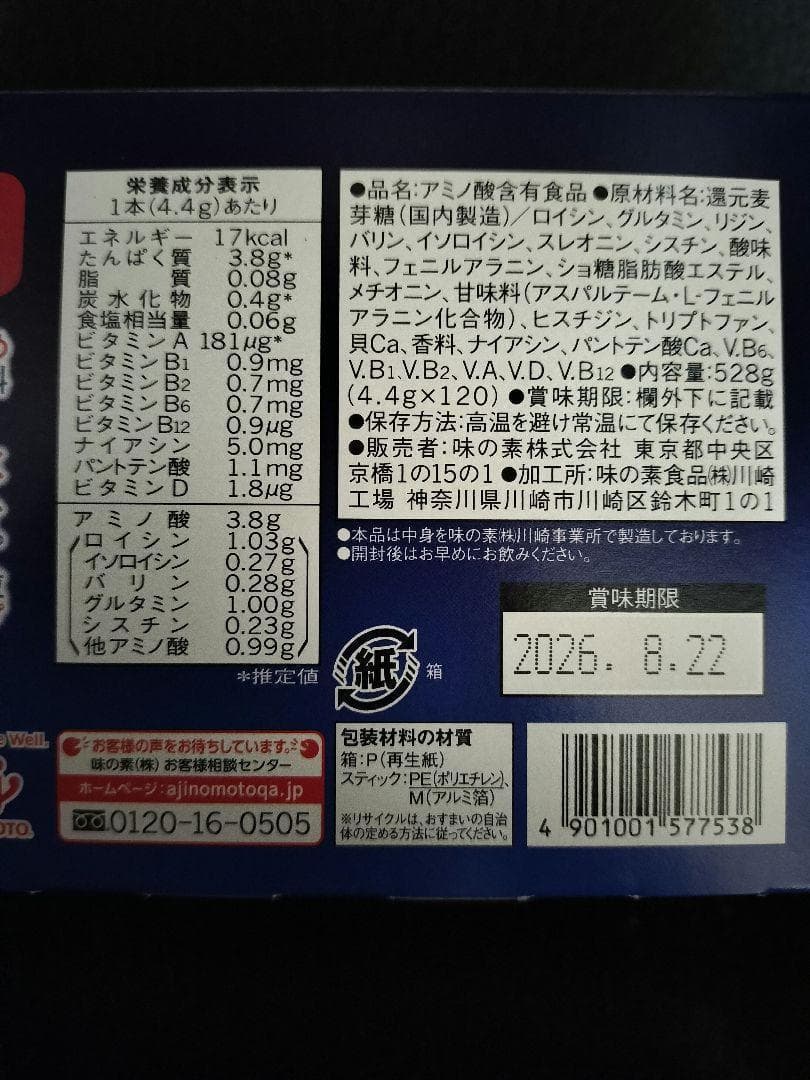 栄養成分表示
1本(4.4g)あたり
エネルギー 17kcal
たんぱく質 3.8g*
脂質 0.08g
炭水化物 0.4g*
食塩相当量 0.06g
ビタミンA 181μg*
ビタミンB1 0.9mg
ビタミンB2 0.7mg
ビタミンB6 0.7mg
ビタミンB12 0.9μg
ナイアシン 5.0mg
パントテン酸 1.1mg
ビタミンD 1.8μg
アミノ酸 3.8g
ロイシン 1.03g
イソロイシン 0.27g
バリン 0.28g
グルタミン 1.00g
シスチン 0.23g
他アミノ酸 0.99g
*推定値
●品名:アミノ酸含有食品 ●原材料名:還元麦
芽糖(国内製造)/ロイシン、グルタミン、リジン、
バリン、イソロイシン、スレオニン、シスチン、酸味
料、フェニルアラニン、ショ糖脂肪酸エステル、
メチオニン、甘味料(アスパルテーム・L-フェニル
アラニン化合物)、ヒスチジン、トリプトファン、
貝Ca、香料、ナイアシン、パントテン酸Ca、V.B6、
V.B1、V.B2、V.A、V.D、V.B12 ●内容量:528g
(4.4g×120) ●賞味期限:欄外下に記載
●保存方法:高温を避け常温にて保存ください。
●販売者:味の素株式会社 東京都中央区
京橋1の15の1 ●加工所:味の素食品㈱川崎
工場 神奈川県川崎市川崎区鈴木町1の1
●本品は中身を味の素㈱川崎事業所で製造しております。
●開封後はお早めにお飲みください。
賞味期限
2026. 8.22
紙 箱
Well.
OTO
お客様の声をお待ちしています。
味の素(株) お客様相談センター
ホームページ:ajinomotoqa.jp
0120-16-0505
包装材料の材質
箱:P(再生紙)
スティック:PE(ポリエチレン)、
M(アルミ箔)
※リサイクルは、お住まいの自治
体の定める方法に従ってください。
4 901001 577538